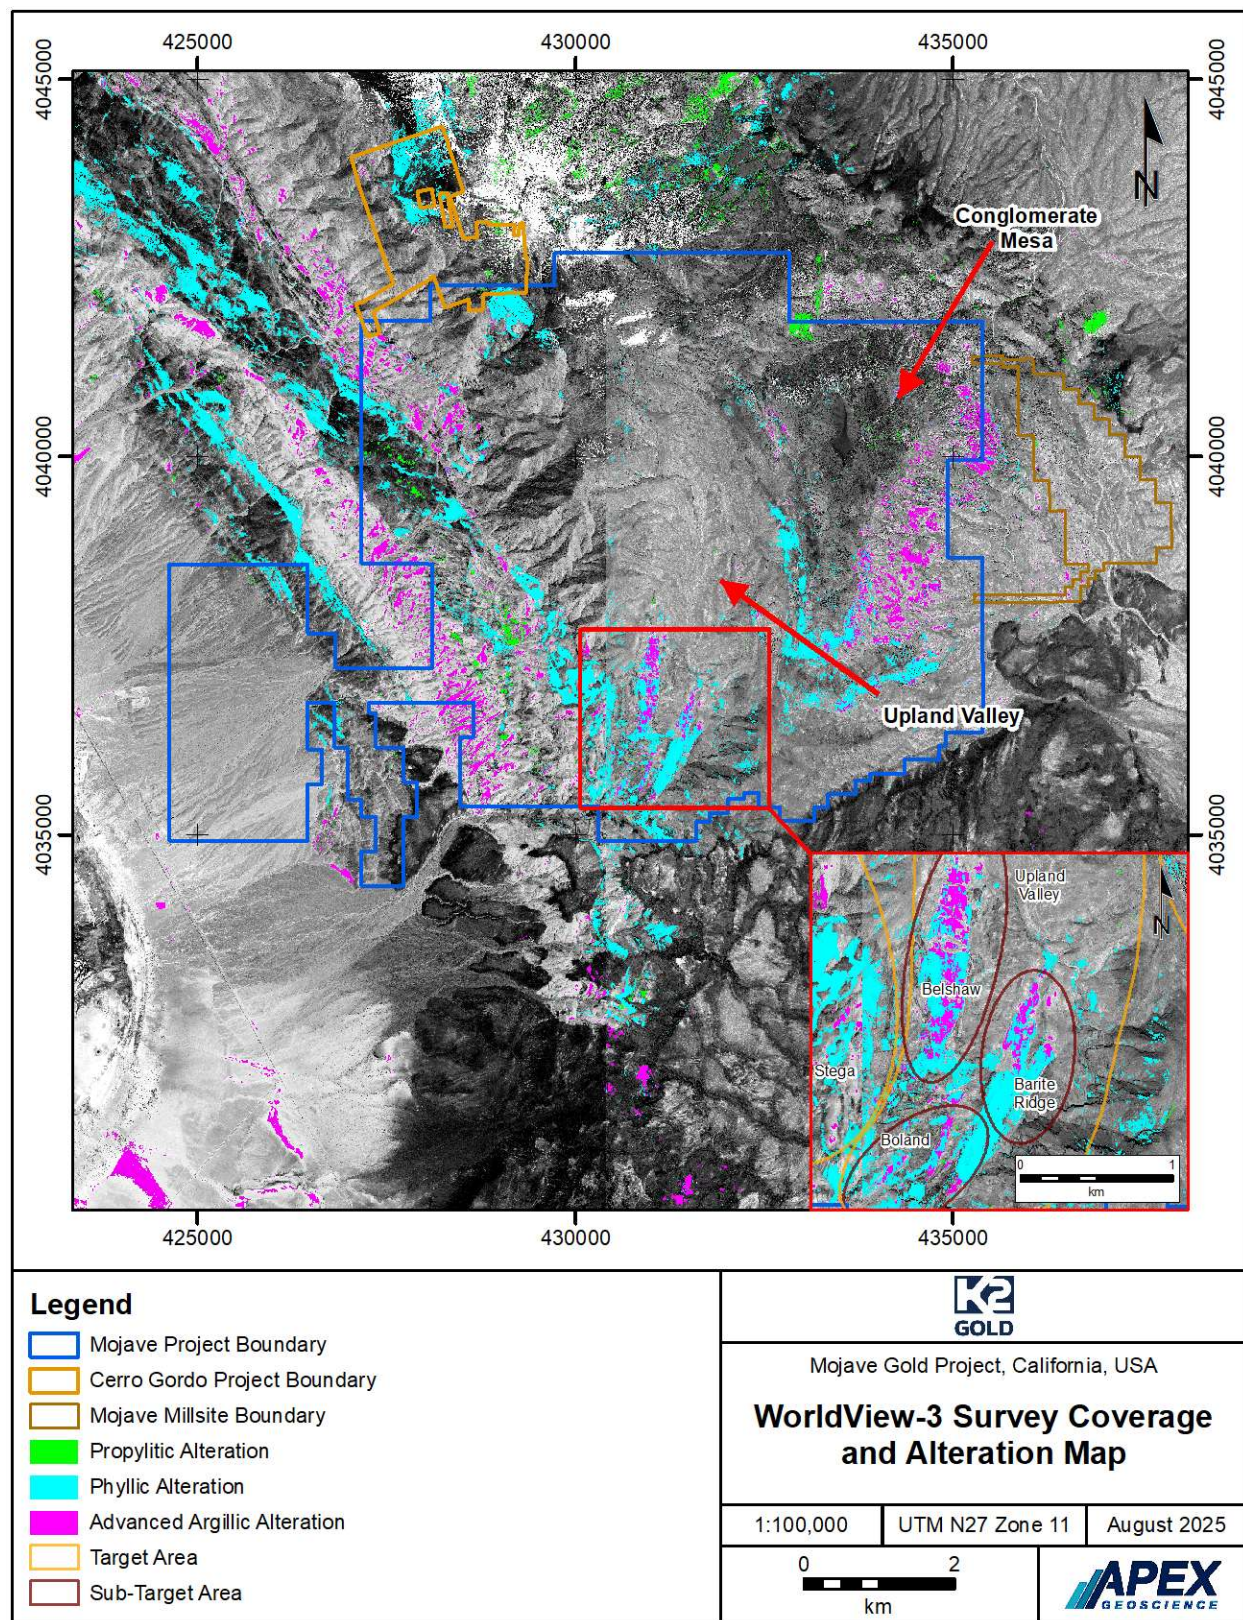 425000
430000
435000
4045000
4045000
N
Conglomerate
Mesa
4040000
4040000
Upland Valley
4035000
4035000
Upland
Valley
N
Belshaw
Stega
Barite
Ridge
Boland
0
1
km
425000
430000
435000
Legend
Mojave Project Boundary
Cerro Gordo Project Boundary
Mojave Millsite Boundary
Propylitic Alteration
Phyllic Alteration
Advanced Argillic Alteration
Target Area
Sub-Target Area
K2
GOLD
Mojave Gold Project, California, USA
WorldView-3 Survey Coverage
and Alteration Map
1:100,000
UTM N27 Zone 11
August 2025
0
2
km
APEX
GEOSCIENCE